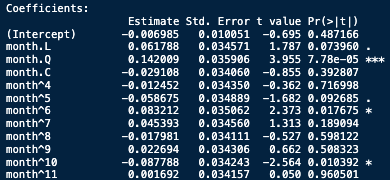 Coefficients:
Estimate Std. Error t value Pr(>|t|)
(Intercept) -0.006985 0.010051 -0.695 0.487166
month.L 0.061788 0.034571 1.787 0.073960 .
month.Q 0.142009 0.035906 3.955 7.78e-05 ***
month.C -0.029108 0.034060 -0.855 0.392807
month^4 -0.012452 0.034350 -0.362 0.716998
month^5 -0.058675 0.034889 -1.682 0.092685 .
month^6 0.083212 0.035062 2.373 0.017675 *
month^7 0.045393 0.034560 1.313 0.189094
month^8 -0.017981 0.034111 -0.527 0.598122
month^9 0.022694 0.034306 0.662 0.508323
month^10 -0.087788 0.034243 -2.564 0.010392 *
month^11 0.001692 0.034157 0.050 0.960501